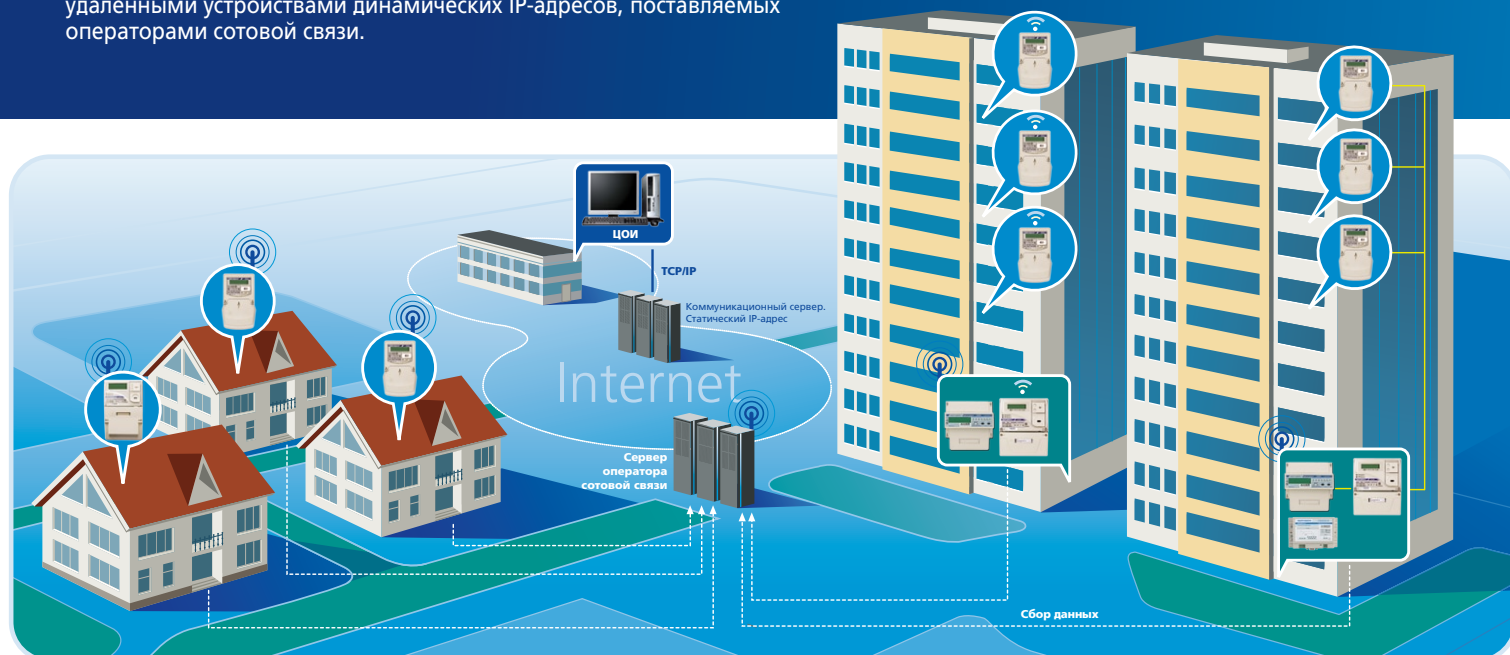 удаленными устройствами динамических IP-адресов, поставляемых
операторами сотовой связи.
ЦОИ
TCP/IP
Коммуникационный сервер.
Статический IP-адрес
Internet
Сервер
оператора
сотовой связи
Сбор данных